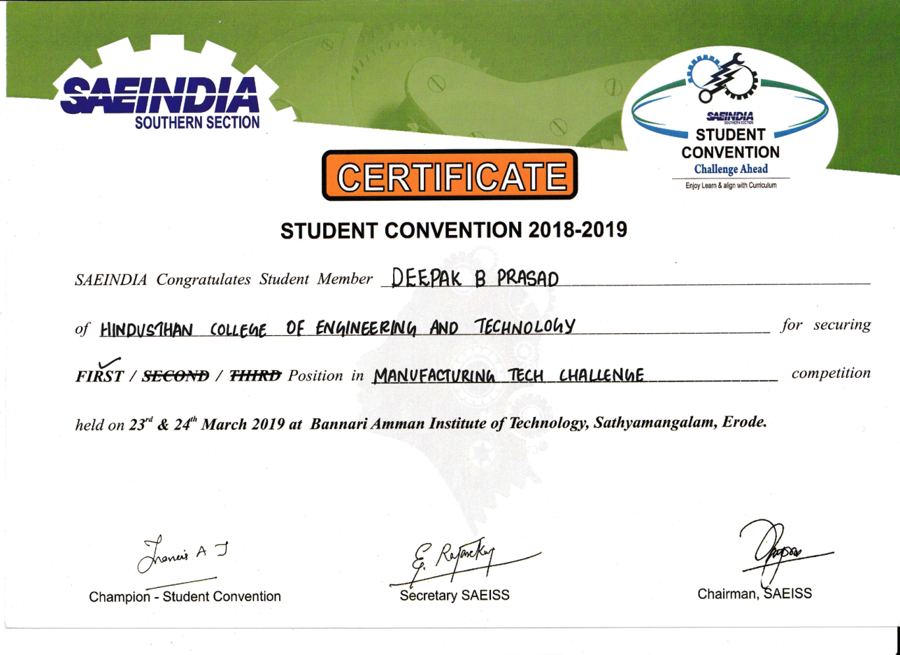 SAEINDIA
SOUTHERN SECTION
SAEINDIA
SOUTHERN SECTION
STUDENT
CONVENTION
Challenge Ahead
Enjoy Learn & align with Curriculum
CERTIFICATE
STUDENT CONVENTION 2018-2019
SAEINDIA Congratulates Student Member DEEPAK B PRASAD
of HINDUSTHAN COLLEGE OF ENGINEERING AND TECHNOLOGY for securing
FIRST / SECOND / THIRD Position in MANUFACTURING TECH CHALLENGE competition
held on 23rd & 24th March 2019 at Bannari Amman Institute of Technology, Sathyamangalam, Erode.
Francis A J
Champion - Student Convention
Secretary SAEISS
Chairman, SAEISS